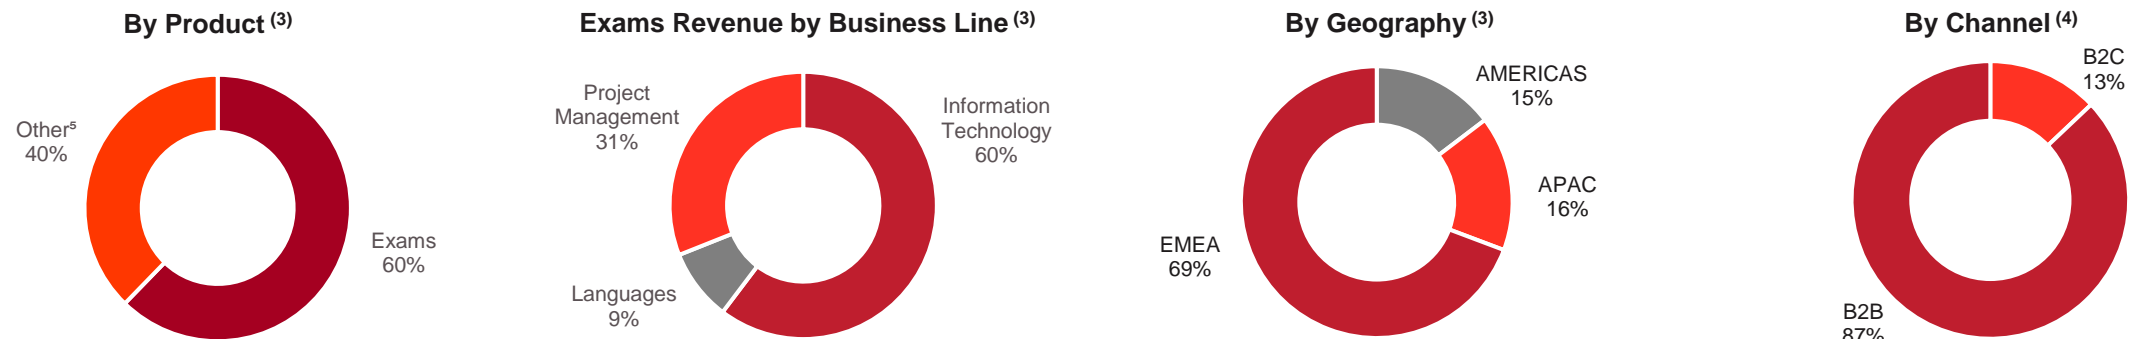 By Product (3)
Other⁵
40%
Exams
60%
Exams Revenue by Business Line (3)
Project
Management
31%
Information
Technology
60%
Languages
9%
By Geography (3)
AMERICAS
15%
APAC
16%
EMEA
69%
By Channel (4)
B2C
13%
B2B
87%